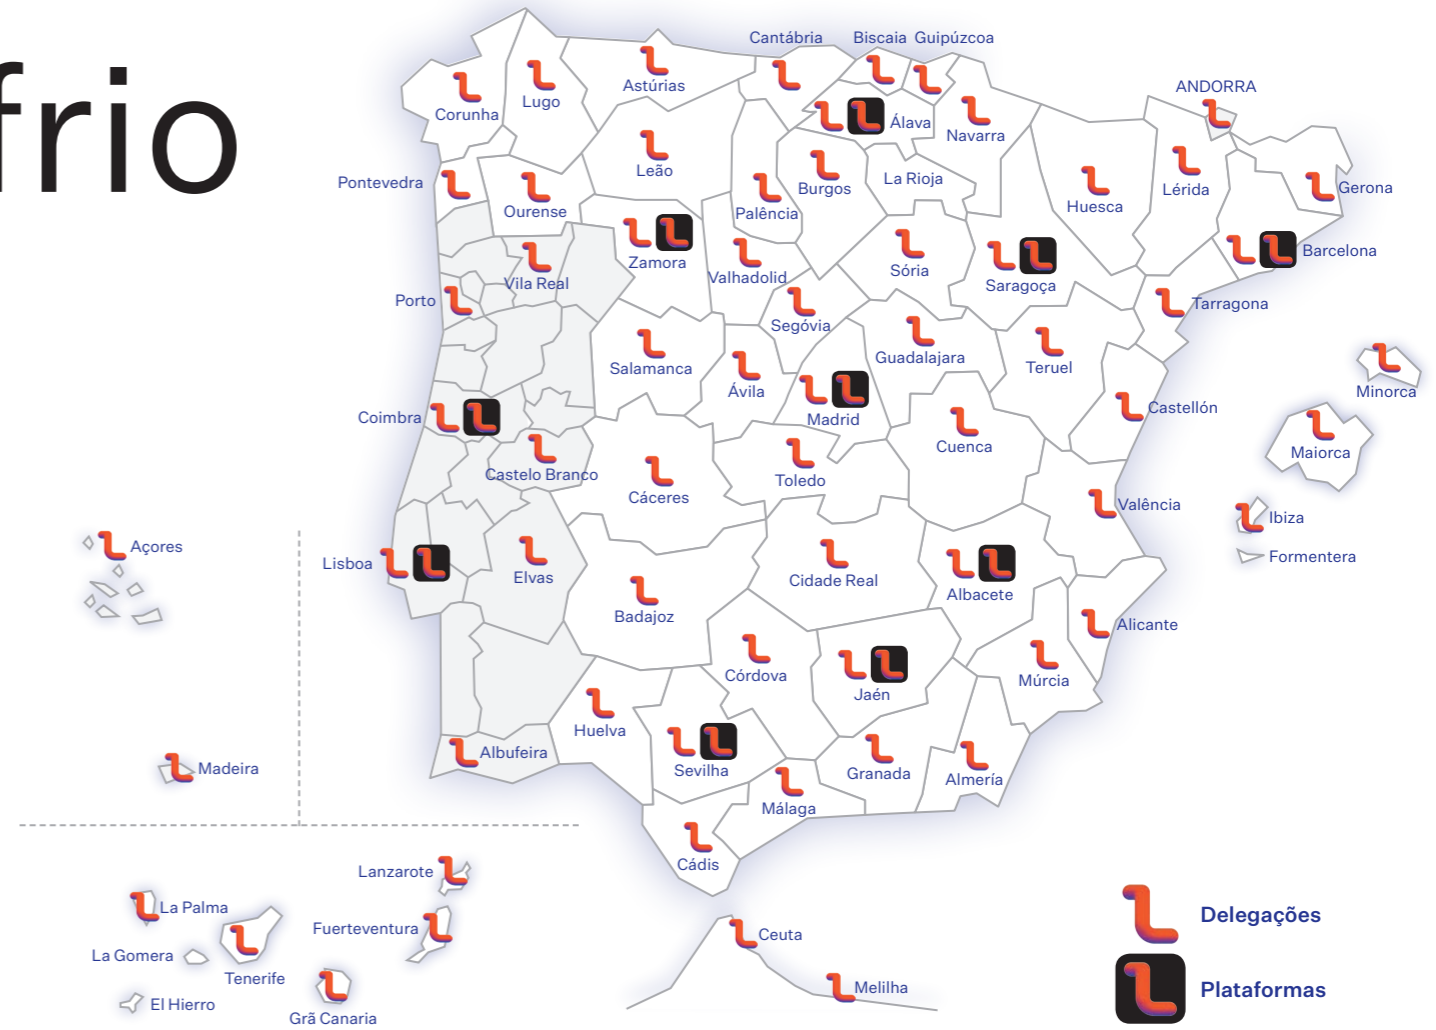 frio
Cantábria
Biscaia
Guipúzcoa
Corunha
Lugo
Astúrias
Álava
Navarra
ANDORRA
Pontevedra
Ourense
Leão
Palência
Burgos
La Rioja
Huesca
Lérida
Gerona
Zamora
Vila Real
Valhadolid
Sória
Saragoça
Barcelona
Porto
Segóvia
Tarragona
Salamanca
Ávila
Guadalajara
Teruel
Minorca
Coimbra
Madrid
Castellón
Maiorca
Castelo Branco
Cáceres
Toledo
Cuenca
Valência
Ibiza
Formentera
Açores
Lisboa
Elvas
Badajoz
Cidade Real
Albacete
Alicante
Córdova
Jaén
Múrcia
Huelva
Sevilha
Granada
Almería
Albufeira
Madeira
Málaga
Cádis
Lanzarote
La Palma
Fuerteventura
La Gomera
Tenerife
El Hierro
Grã Canaria
Ceuta
Melilha
Delegações
Plataformas